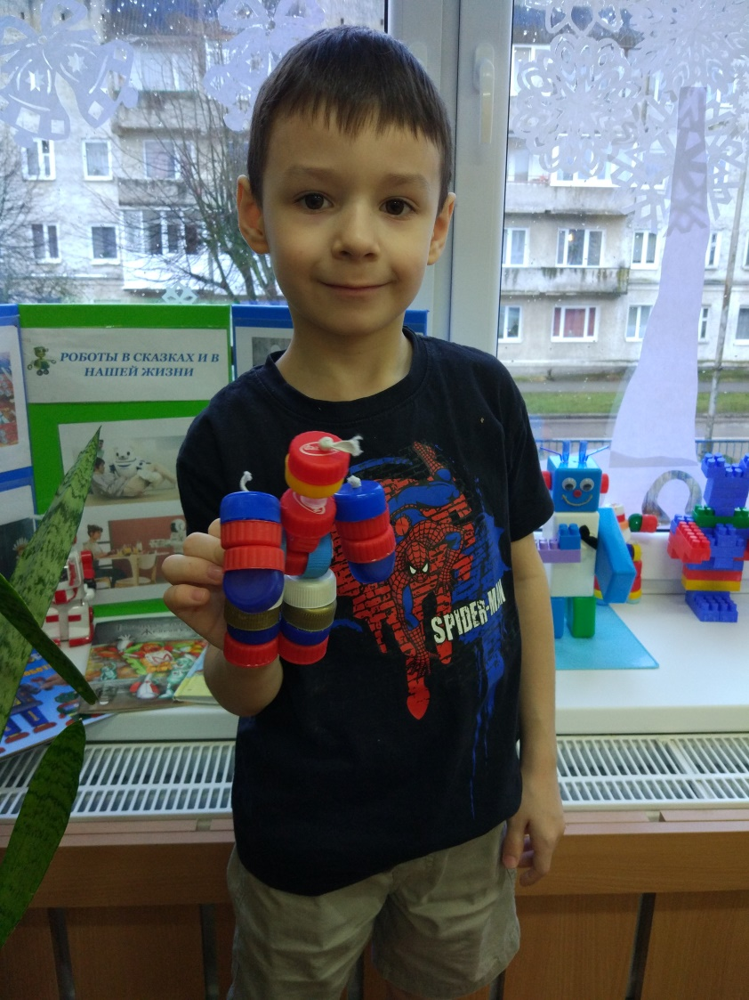 РОБОТЫ В СКАЗКАХ И В
НАШЕЙ ЖИЗНИ
SPIDER-MAN